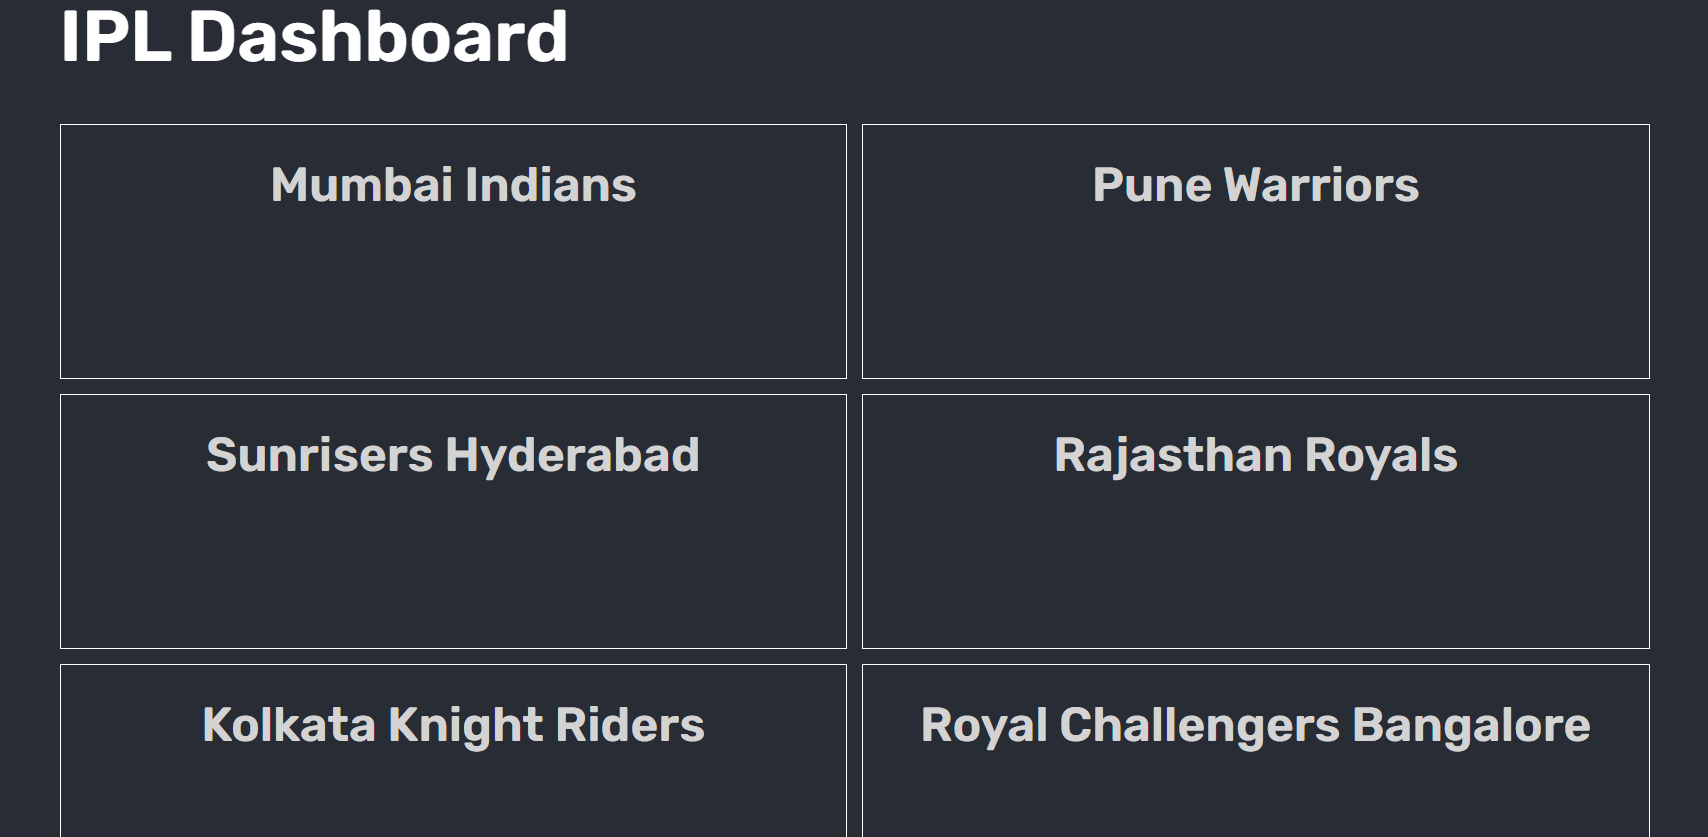 IPL Dashboard
Mumbai Indians
Pune Warriors
Sunrisers Hyderabad
Rajasthan Royals
Kolkata Knight Riders
Royal Challengers Bangalore